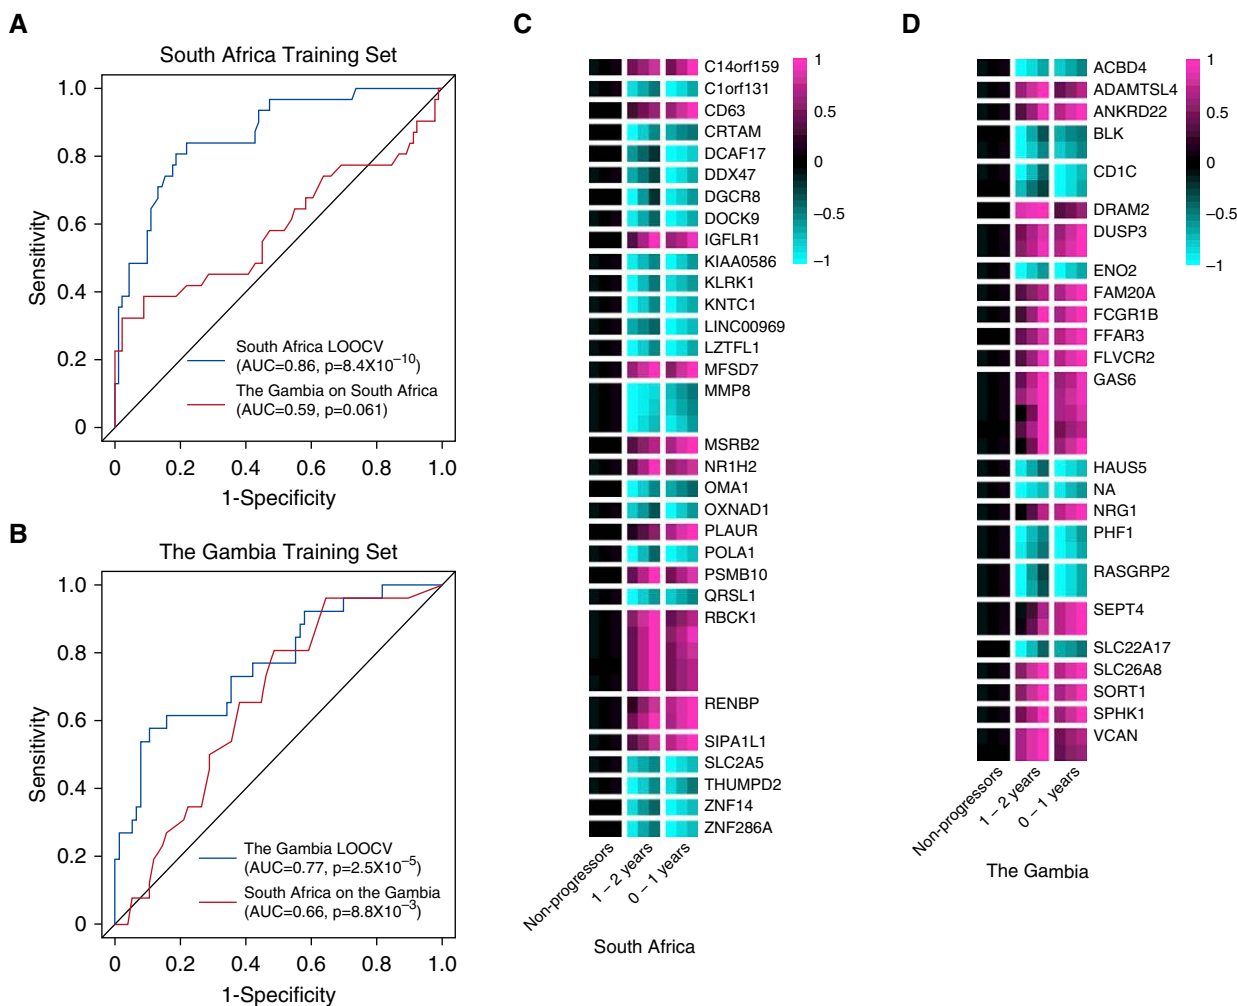 A
South Africa Training Set
1.0
0.8
0.6
0.4
0.2
0
Sensitivity
South Africa LOOCV
(AUC=0.86, p=8.4X10−10)
The Gambia on South Africa
(AUC=0.59, p=0.061)
0 0.2 0.4 0.6 0.8 1.0
1-Specificity
B
The Gambia Training Set
1.0
0.8
0.6
0.4
0.2
0
Sensitivity
The Gambia LOOCV
(AUC=0.77, p=2.5X10−5)
South Africa on the Gambia
(AUC=0.66, p=8.8X10−3)
0 0.2 0.4 0.6 0.8 1.0
1-Specificity
C
C14orf159
C1orf131
CD63
CRTAM
DCAF17
DDX47
DGCR8
DOCK9
IGFLR1
KIAA0586
KLRK1
KNTC1
LINC00969
LZTFL1
MFSD7
MMP8
MSRB2
NR1H2
OMA1
OXNAD1
PLAUR
POLA1
PSMB10
QRSL1
RBCK1
RENBP
SIPA1L1
SLC2A5
THUMPD2
ZNF14
ZNF286A
1
0.5
0
−0.5
−1
Non-progressors
1 – 2 years
0 – 1 years
South Africa
D
ACBD4
ADAMTSL4
ANKRD22
BLK
CD1C
DRAM2
DUSP3
ENO2
FAM20A
FCGR1B
FFAR3
FLVCR2
GAS6
HAUS5
NA
NRG1
PHF1
RASGRP2
SEPT4
SLC22A17
SLC26A8
SORT1
SPHK1
VCAN
1
0.5
0
−0.5
−1
Non-progressors
1 – 2 years
0 – 1 years
The Gambia